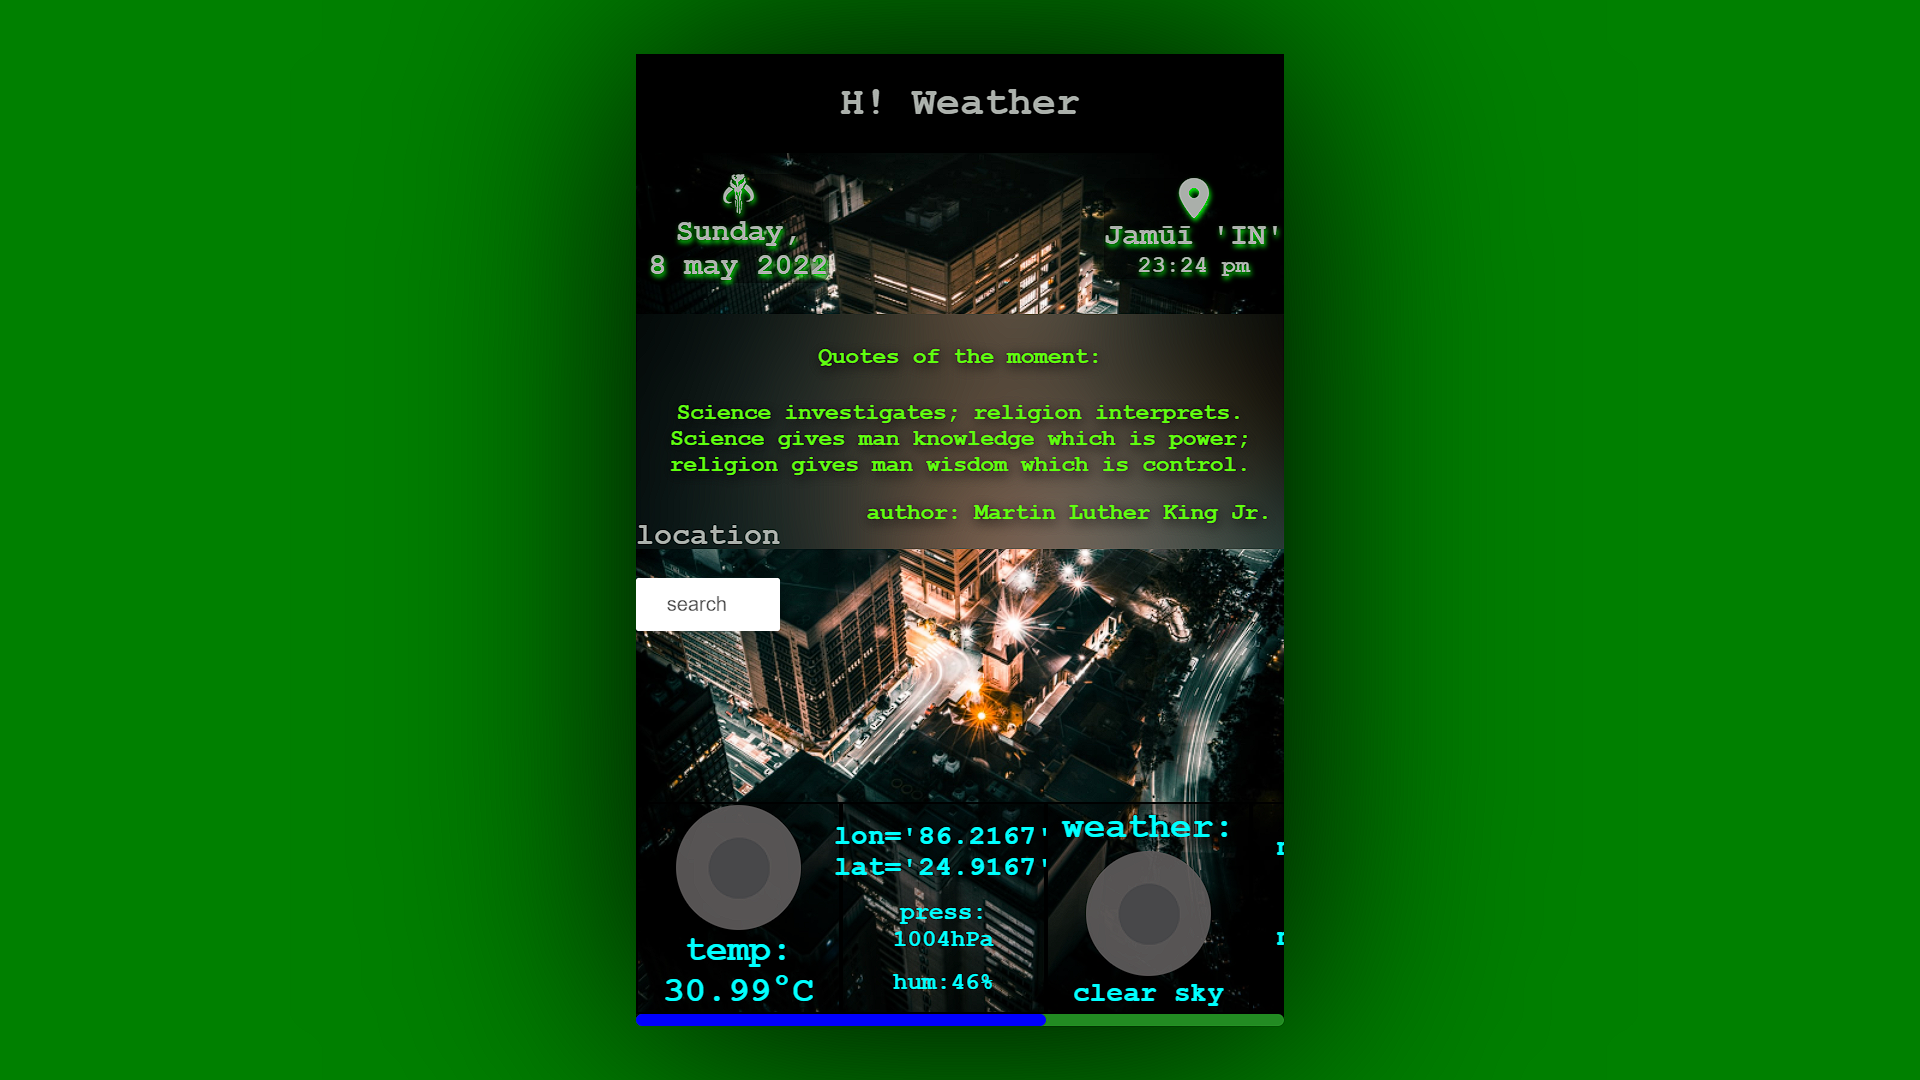 H! Weather
Sunday,
8 may 2022
Jamūī 'IN'
23:24 pm
Quotes of the moment:
Science investigates; religion interprets.
Science gives man knowledge which is power;
religion gives man wisdom which is control.
author: Martin Luther King Jr.
location
search
temp:
30.99°C
lon='86.2167'
lat='24.9167'
press:
1004hPa
hum:46%
weather:
clear sky